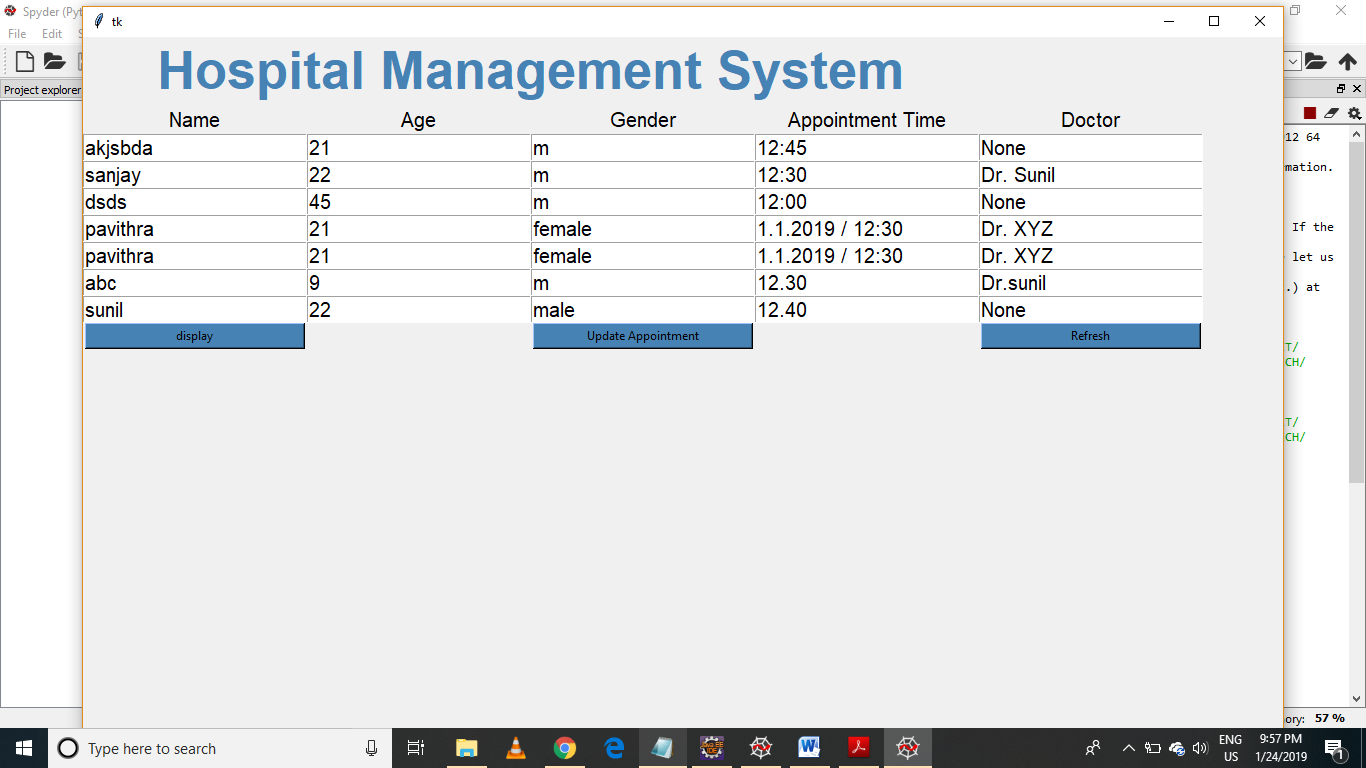 Spyder (Pyt
tk
File Edit S
Hospital Management System
Project explorer
Name Age Gender Appointment Time Doctor
akjsbda 21 m 12:45 None
12 64
sanjay 22 m 12:30 Dr. Sunil
rmation.
dsds 45 m 12:00 None
pavithra 21 female 1.1.2019 / 12:30 Dr. XYZ
If the
pavithra 21 female 1.1.2019 / 12:30 Dr. XYZ
let us
abc 9 m 12.30 Dr.sunil
.) at
sunil 22 male 12.40 None
display Update Appointment Refresh
T/
CH/
T/
CH/
ory: 57 %
Type here to search
ENG 9:57 PM
US 1/24/2019
1